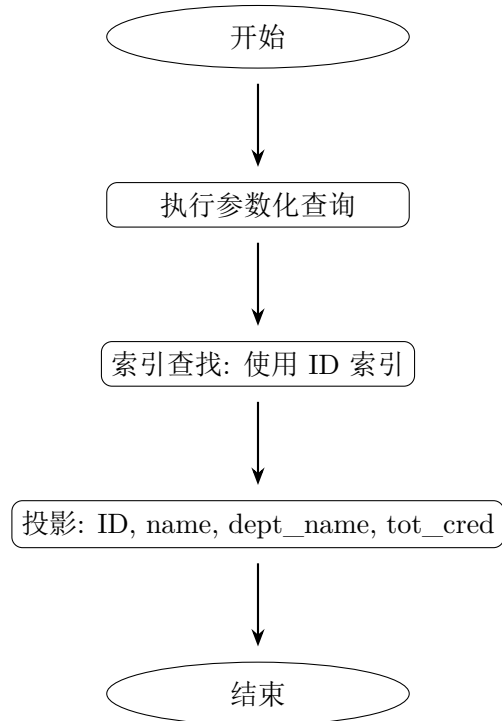 开始
执行参数化查询
索引查找: 使用 ID 索引
投影: ID, name, dept_name, tot_cred
结束